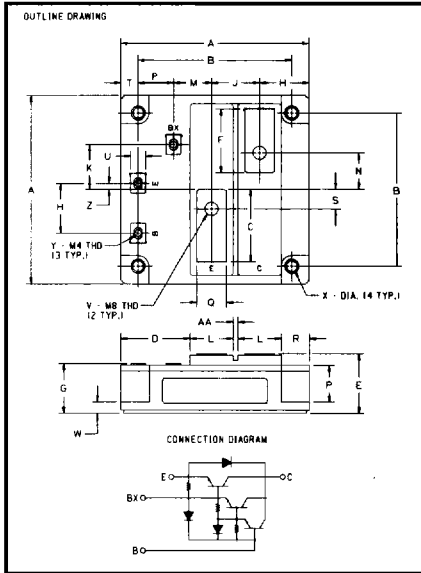 OUTLINE DRAWING
A
B
T P M J H
BX
F
U
K
E
N
A
B
Z
H
S
C
B
Y - M4 THD
(3 TYP.)
E C
V - M8 THD
(2 TYP.)
Q
X - DIA. (4 TYP.)
AA
D L L R
G
P E
W
CONNECTION DIAGRAM
E C
BX
B